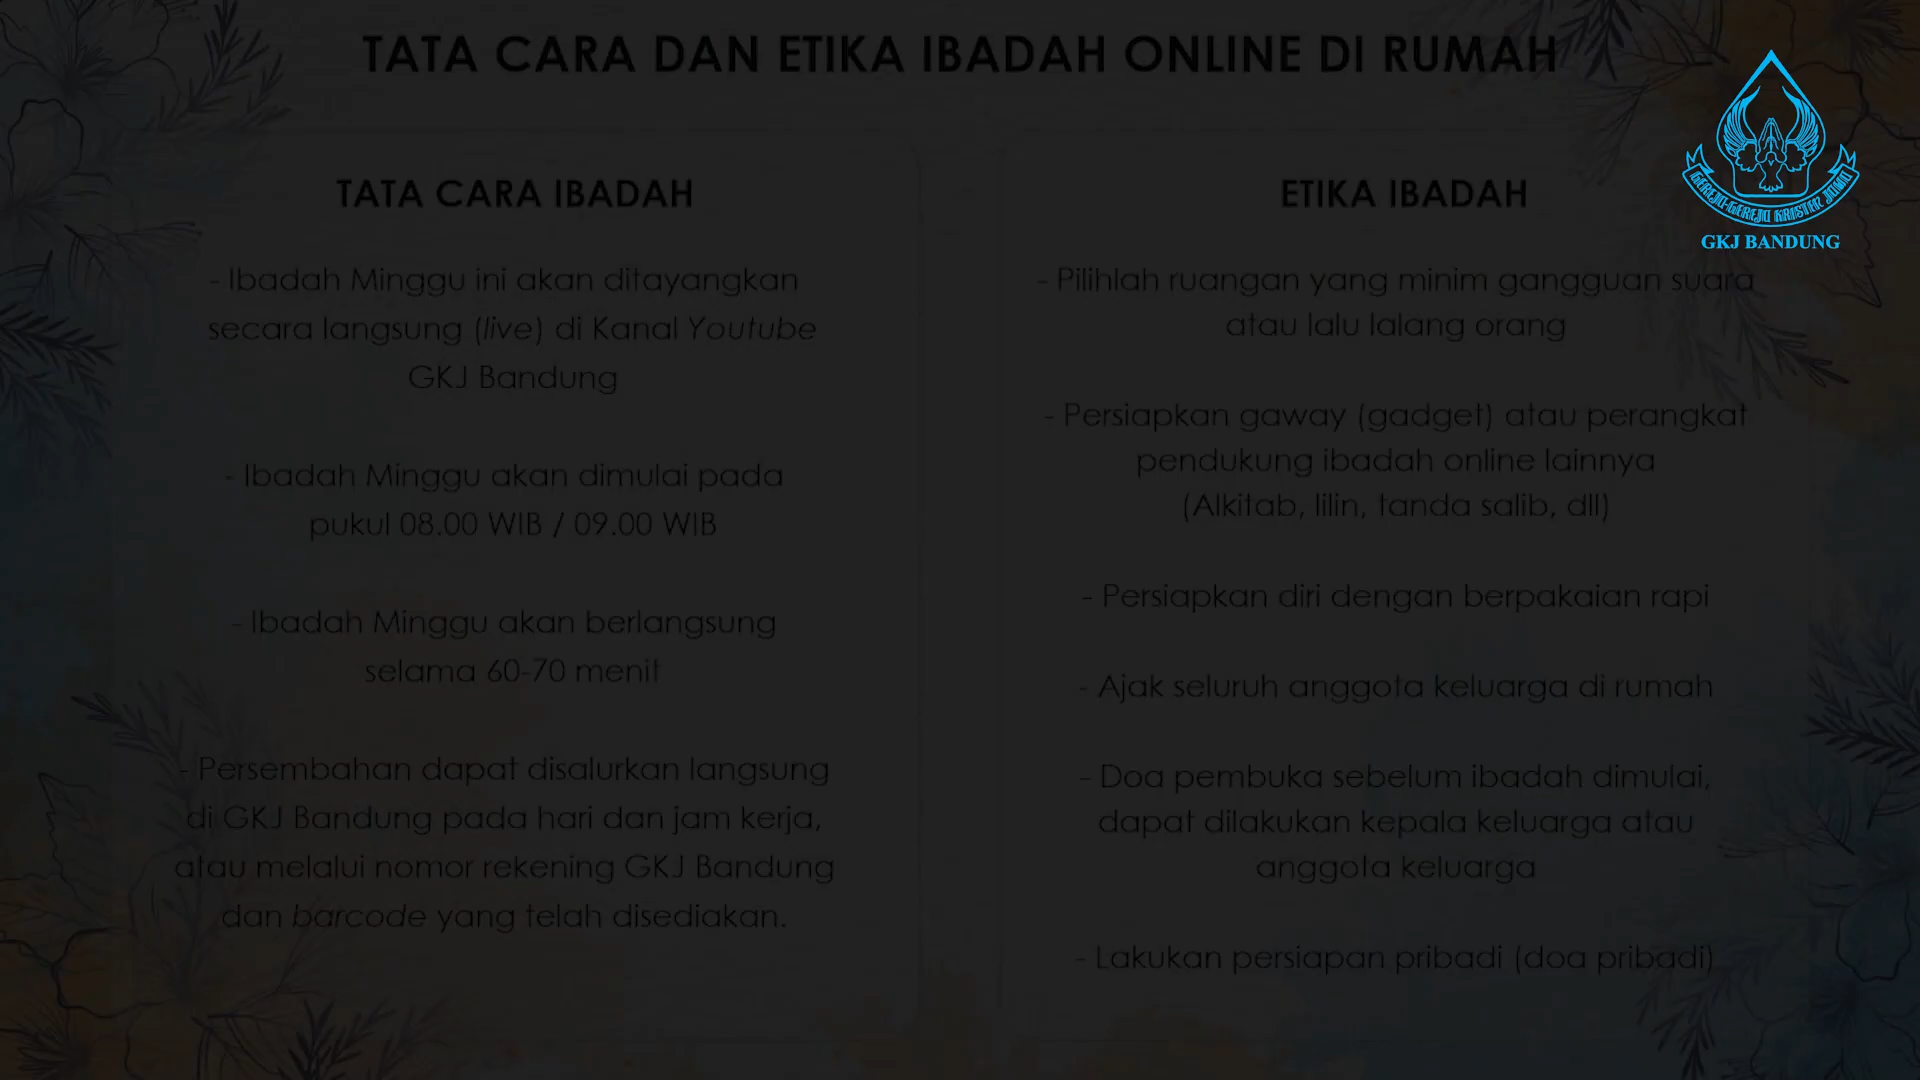 TATA CARA DAN ETIKA IBADAH ONLINE DI RUMAH
TATA CARA IBADAH
- Ibadah Minggu ini akan ditayangkan
secara langsung (live) di Kanal Youtube
GKJ Bandung
- Ibadah Minggu akan dimulai pada
pukul 08.00 WIB / 09.00 WIB
- Ibadah Minggu akan berlangsung
selama 60-70 menit
- Persembahan dapat disalurkan langsung
di GKJ Bandung pada hari dan jam kerja,
atau melalui nomor rekening GKJ Bandung
dan barcode yang telah disediakan.
ETIKA IBADAH
- Pilihlah ruangan yang minim gangguan suara
atau lalu lalang orang
- Persiapkan gaway (gadget) atau perangkat
pendukung ibadah online lainnya
(Alkitab, lilin, tanda salib, dll)
- Persiapkan diri dengan berpakaian rapi
- Ajak seluruh anggota keluarga di rumah
- Doa pembuka sebelum ibadah dimulai,
dapat dilakukan kepala keluarga atau
anggota keluarga
- Lakukan persiapan pribadi (doa pribadi)
GEREJA-GEREJA KRISTEN JAWA
GKJ BANDUNG